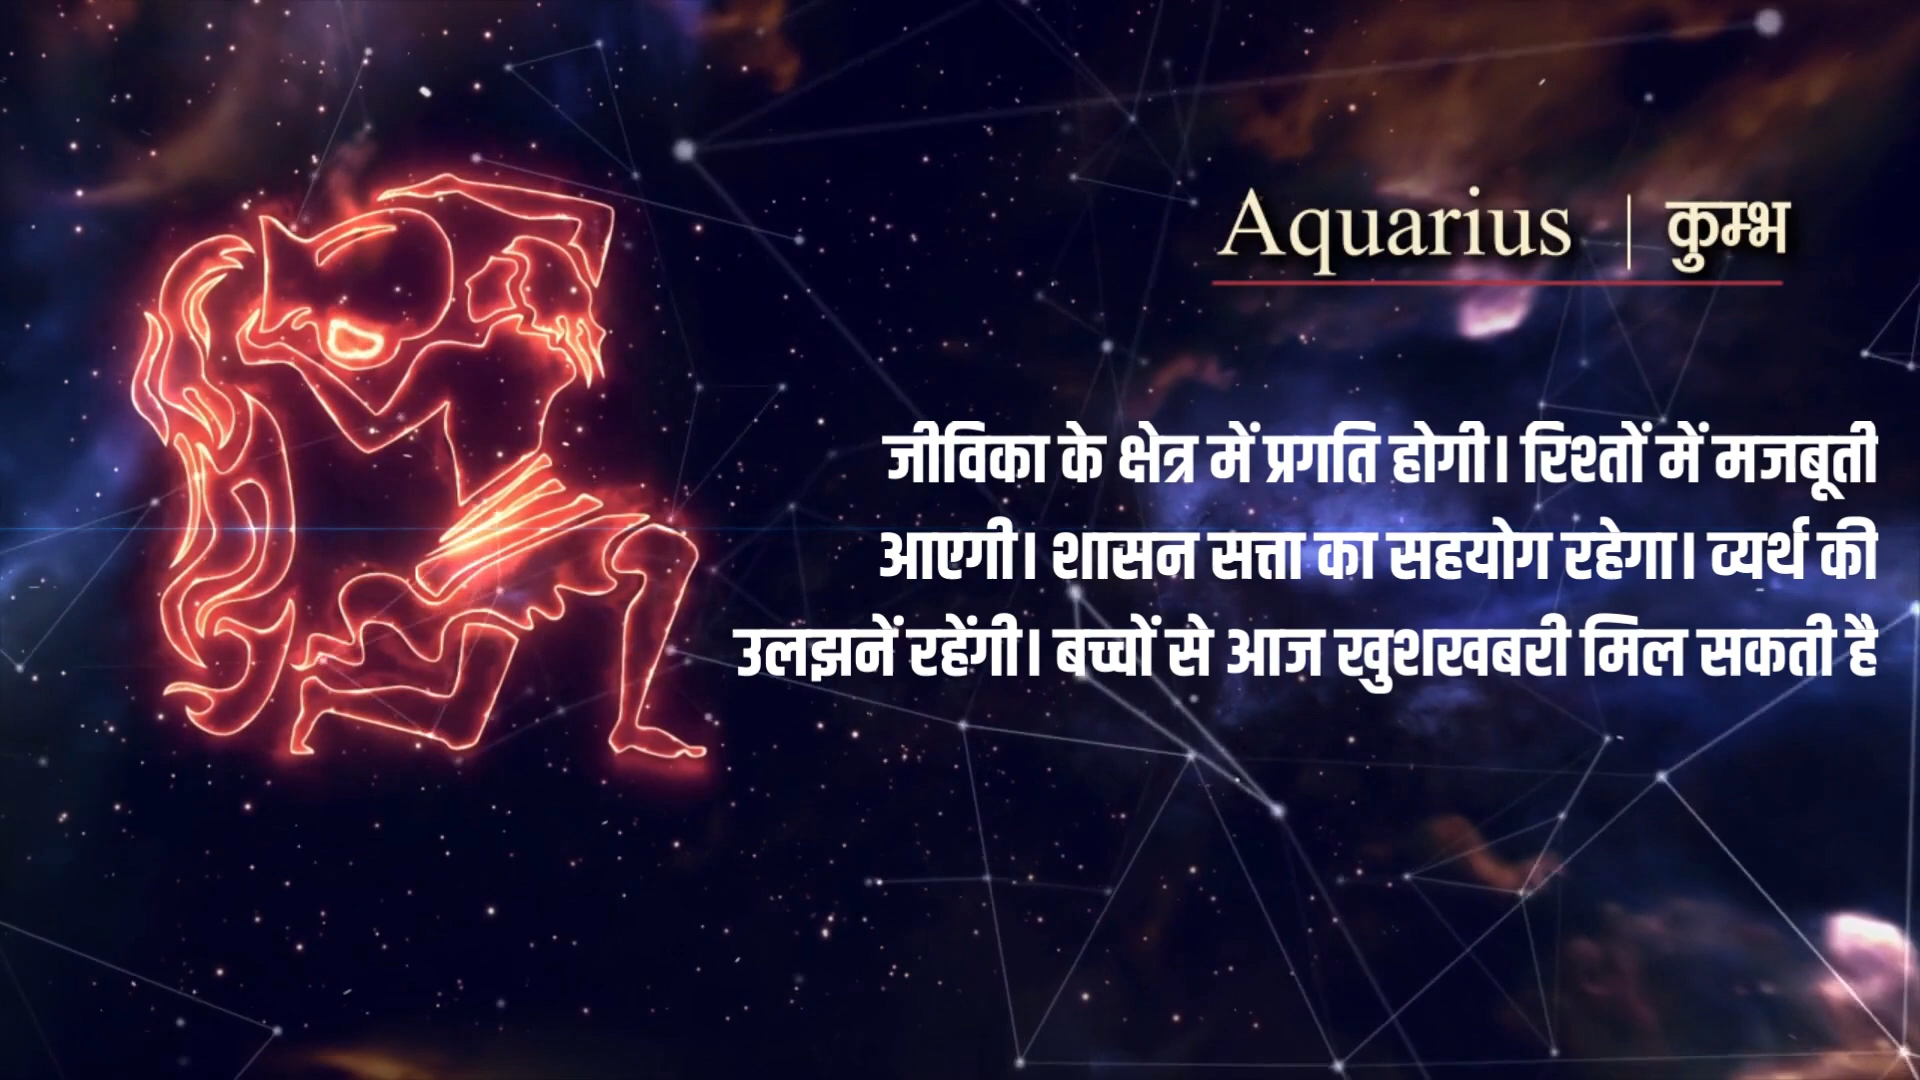 Aquarius | कुम्भ
जीविका के क्षेत्र में प्रगति होगी। रिश्तों में मजबूती
आएगी। शासन सत्ता का सहयोग रहेगा। व्यर्थ की
उलझनें रहेंगी। बच्चों से आज खुशखबरी मिल सकती है